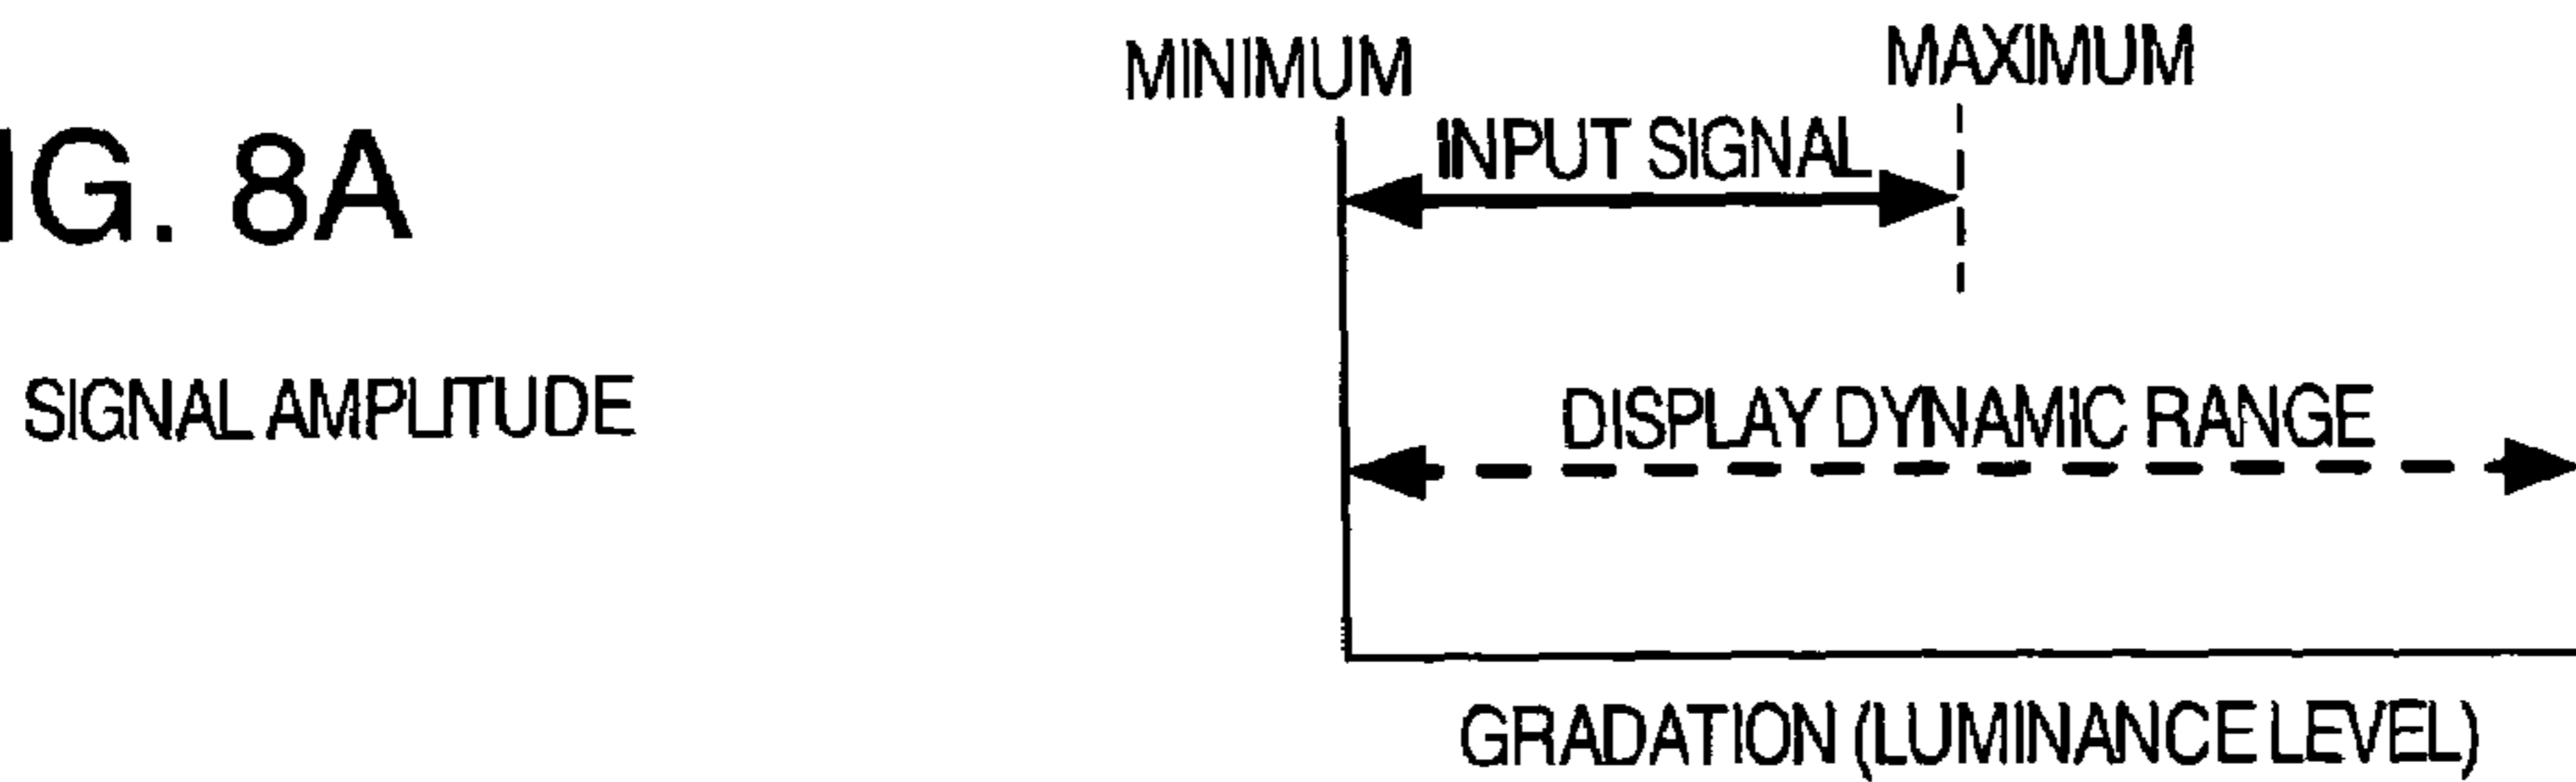 IG. 8A
MINIMUM
MAXIMUM
INPUT SIGNAL
SIGNAL AMPLITUDE
DISPLAY DYNAMIC RANGE
GRADATION (LUMINANCE LEVEL)